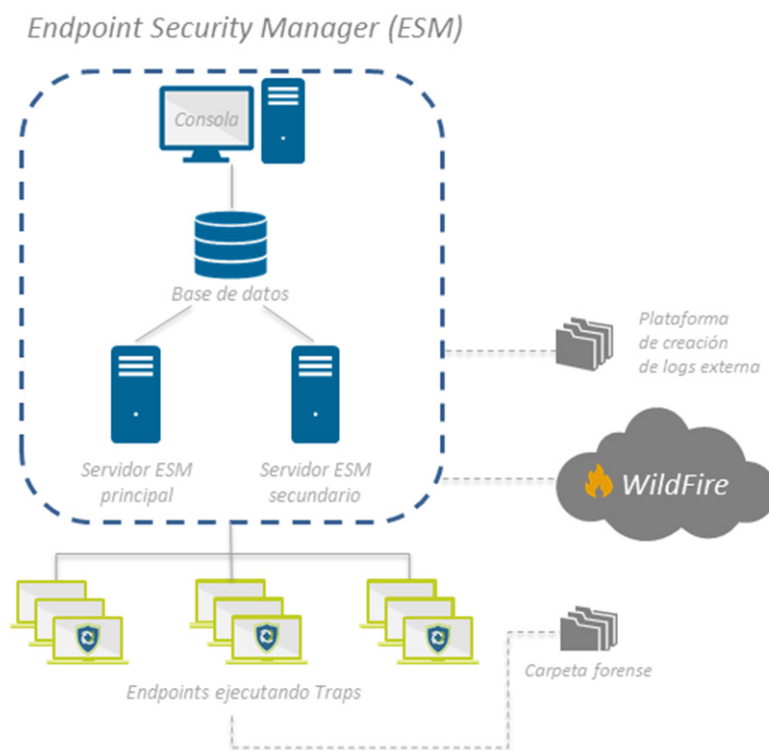 Endpoint Security Manager (ESM)
Consola
Base de datos
Servidor ESM
principal
Servidor ESM
secundario
Plataforma
de creación
de logs externa
WildFire
Endpoints ejecutando Traps
Carpeta forense